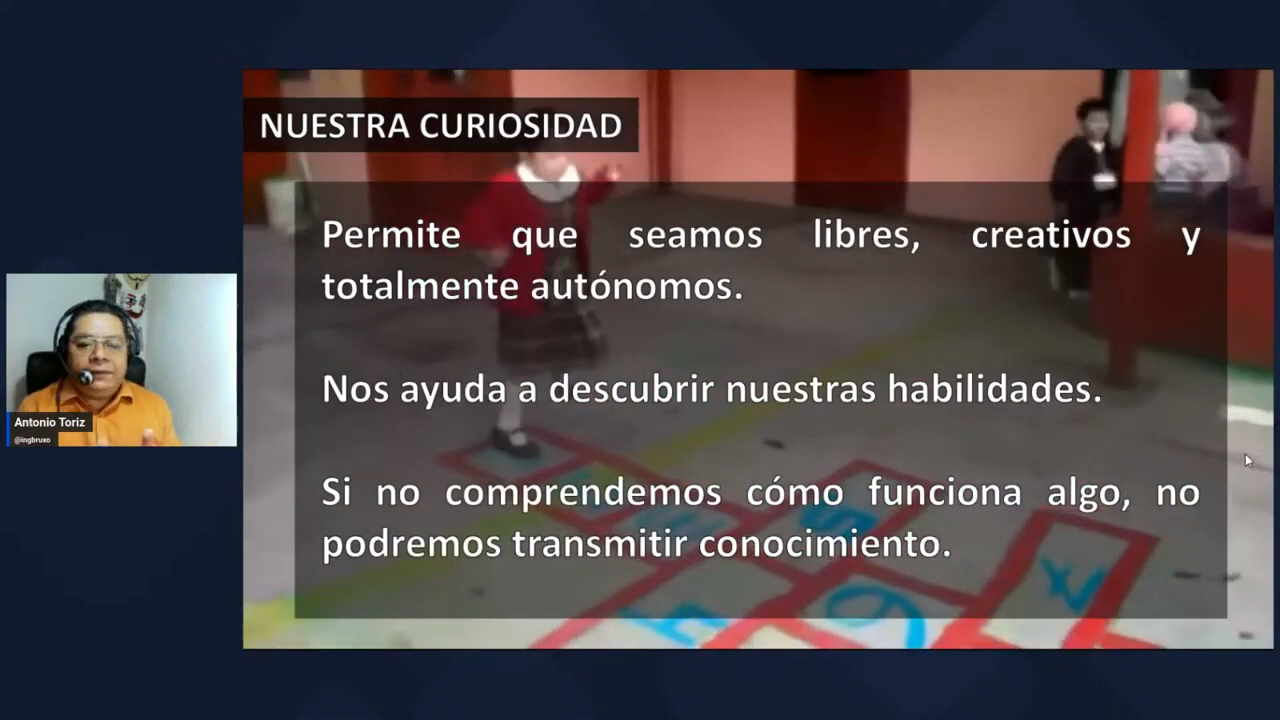 NUESTRA CURIOSIDAD
Permite que seamos libres, creativos y
totalmente autónomos.
Nos ayuda a descubrir nuestras habilidades.
Si no comprendemos cómo funciona algo, no
podremos transmitir conocimiento.
Antonio Toriz
@ingbruxo